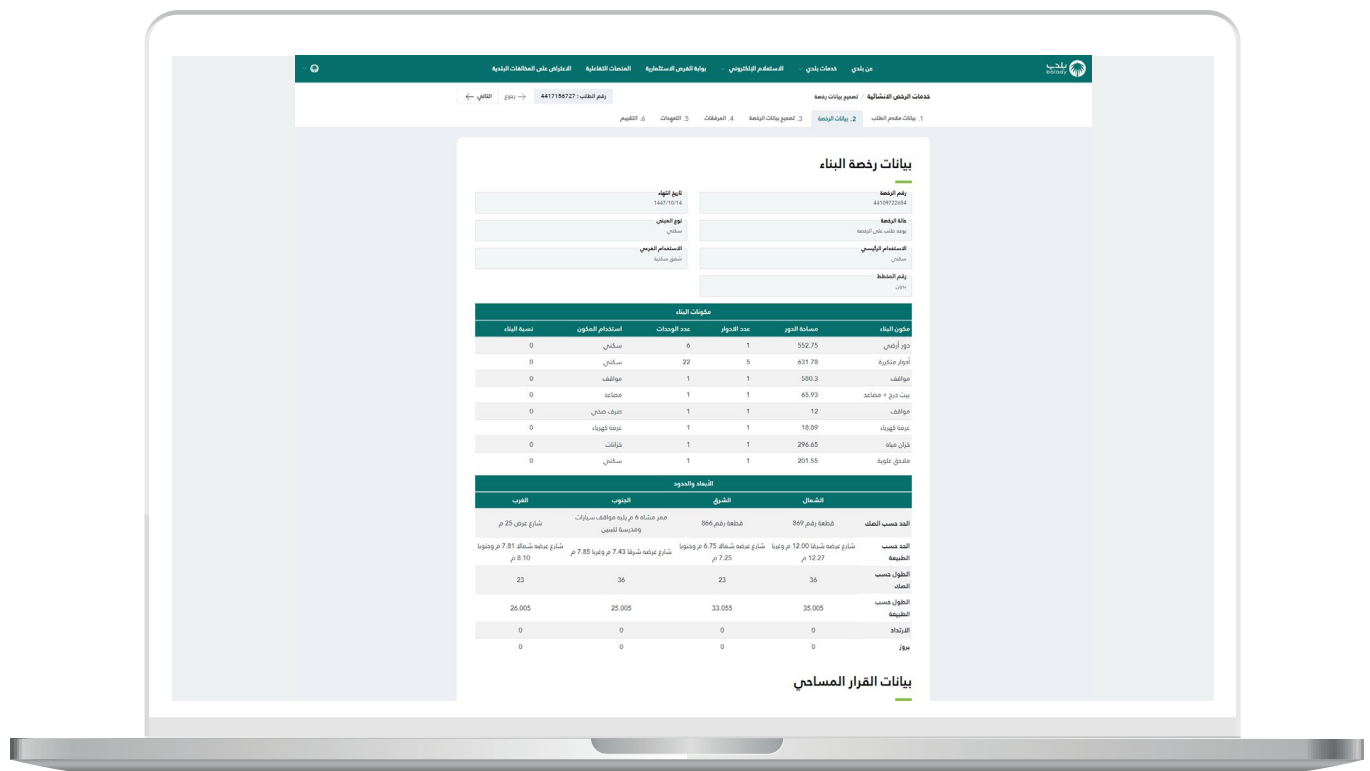 بلدي
balady
عن بلدي خدمات بلدي الاستعلام الإلكتروني بوابة الفرص الاستثمارية المنصات التفاعلية الاعتراض على المخالفات البلدية
خدمات الرخص الانشائية / تصحيح بيانات رخصة
رقم الطلب : 4417156727 رجوع التالي
1. بيانات مقدم الطلب 2. بيانات الرخصة 3. تصحيح بيانات الرخصة 4. المرفقات 5. التعهدات 6. التقييم
بيانات رخصة البناء
رقم الرخصة تاريخ انتهاء
44109722654 1447/10/14
حالة الرخصة نوع المبنى
يوجد طلب على الرخصة سكني
الاستخدام الرئيسي الاستخدام الفرعي
سكني شقق سكنية
رقم المخطط
بدون
مكونات البناء
مكون البناء مساحة الدور عدد الادوار عدد الوحدات استخدام المكون نسبة البناء
دور أرضي 552.75 1 6 سكني 0
أدوار متكررة 631.78 5 22 سكني 0
مواقف 580.3 1 1 مواقف 0
بيت درج + مصاعد 65.93 1 1 مصاعد 0
مواقف 12 1 1 صرف صحي 0
غرفة كهرباء 18.89 1 1 غرفة كهرباء 0
خزان مياه 296.65 1 1 خزانات 0
ملاحق علوية 201.55 1 1 سكني 0
الأبعاد والحدود
الشمال الشرق الجنوب الغرب
الحد حسب الصك قطعة رقم 869 قطعة رقم 866 ممر مشاه 6 م يليه مواقف سيارات ومدرسة للبنين شارع عرض 25 م
الحد حسب الطبيعة شارع عرضه شرقا 12.00 م وغربا 12.27 م شارع عرضه شمالا 6.75 م وجنوبا 7.25 م شارع عرضه شرقا 7.43 م وغربا 7.85 م شارع عرضه شمالا 7.81 م وجنوبا 8.10 م
الطول حسب الصك 36 23 36 23
الطول حسب الطبيعة 35.005 33.055 25.005 26.005
الارتداد 0 0 0 0
بروز 0 0 0 0
بيانات القرار المساحي